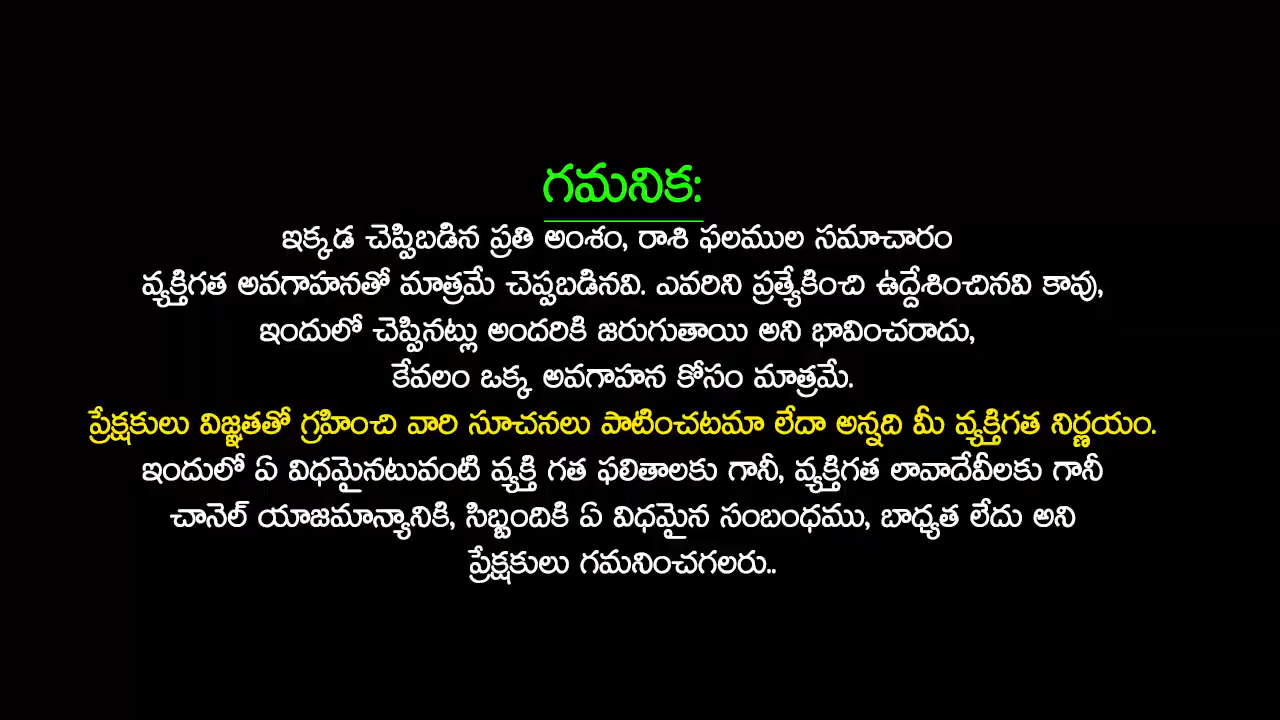 గమనిక:
ఇక్కడ చెప్పిబడిన ప్రతి అంశం, రాశి ఫలముల సమాచారం
వ్యక్తిగత అవగాహనతో మాత్రమే చెప్పబడినవి. ఎవరిని ప్రత్యేకించి ఉద్దేశించినవి కావు,
ఇందులో చెప్పినట్లు అందరికి జరుగుతాయి అని భావించరాదు,
కేవలం ఒక్క అవగాహన కోసం మాత్రమే.
ప్రేక్షకులు విజ్ఞతతో గ్రహించి వారి సూచనలు పాటించటమా లేదా అన్నది మీ వ్యక్తిగత నిర్ణయం.
ఇందులో ఏ విధమైనటువంటి వ్యక్తి గత ఫలితాలకు గానీ, వ్యక్తిగత లావాదేవీలకు గానీ
చానెల్ యాజమాన్యానికి, సిబ్బందికి ఏ విధమైన సంబంధము, బాధ్యత లేదు అని
ప్రేక్షకులు గమనించగలరు..